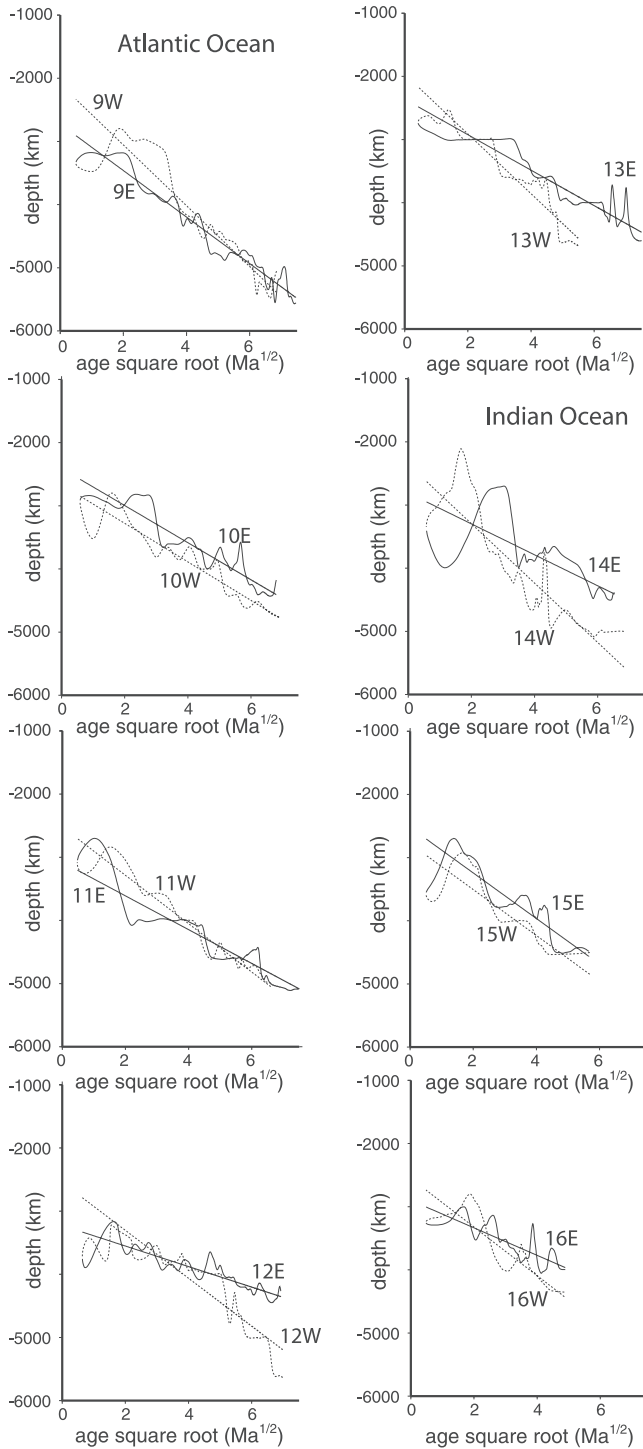 Atlantic Ocean
-1000
-2000
-5000
-6000
depth (km)
9W
9E
0 2 4 6
age square root (Ma1/2)
-1000
-2000
-5000
-6000
depth (km)
13E
13W
0 2 4 6
age square root (Ma1/2)
-1000
-2000
-5000
-6000
depth (km)
10E
10W
0 2 4 6
age square root (Ma1/2)
Indian Ocean
-1000
-2000
-5000
-6000
depth (km)
14E
14W
0 2 4 6
age square root (Ma1/2)
-1000
-2000
-5000
-6000
depth (km)
11W
11E
0 2 4 6
age square root (Ma1/2)
-1000
-2000
-5000
-6000
depth (km)
15E
15W
0 2 4 6
age square root (Ma1/2)
-1000
-2000
-5000
-6000
depth (km)
12E
12W
0 2 4 6
age square root (Ma1/2)
-1000
-2000
-5000
-6000
depth (km)
16E
16W
0 2 4 6
age square root (Ma1/2)